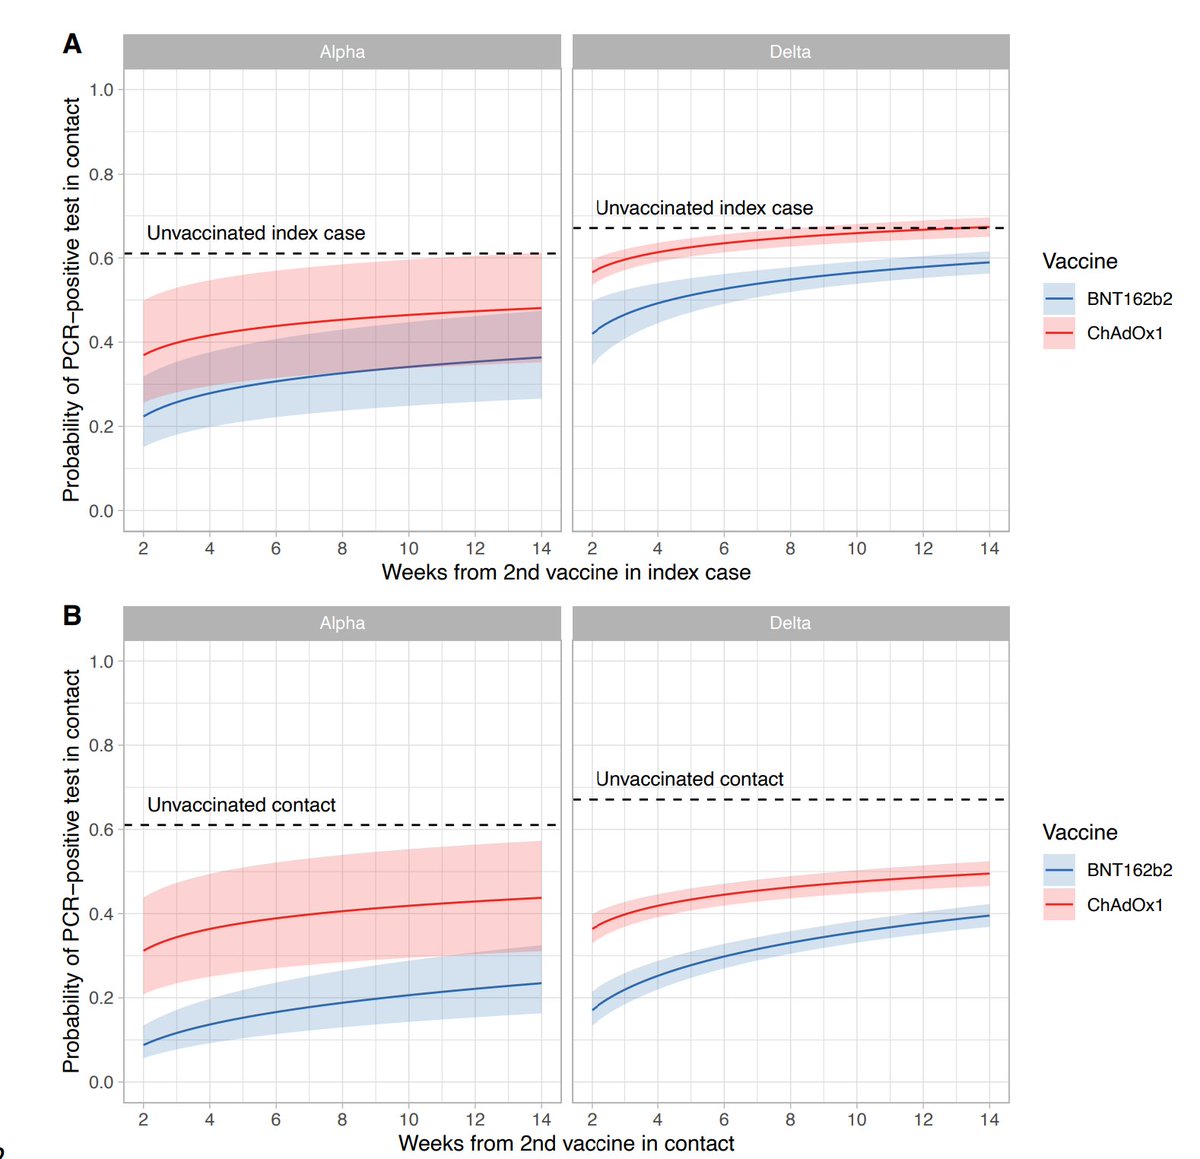 A
Alpha
Delta
Probability of PCR−positive test in contact
1.0
0.8
0.6
0.4
0.2
0.0
Unvaccinated index case
Unvaccinated index case
2 4 6 8 10 12 14
2 4 6 8 10 12 14
Weeks from 2nd vaccine in index case
Vaccine
BNT162b2
ChAdOx1
B
Alpha
Delta
Probability of PCR−positive test in contact
1.0
0.8
0.6
0.4
0.2
0.0
Unvaccinated contact
Unvaccinated contact
2 4 6 8 10 12 14
2 4 6 8 10 12 14
Weeks from 2nd vaccine in contact
Vaccine
BNT162b2
ChAdOx1